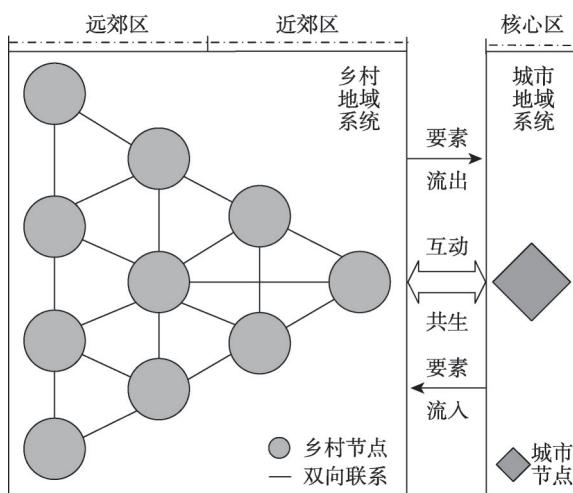 远郊区
近郊区
核心区
乡村
地域
系统
城市
地域
系统
要素
流出
互动
共生
要素
流入
乡村节点
双向联系
城市
节点